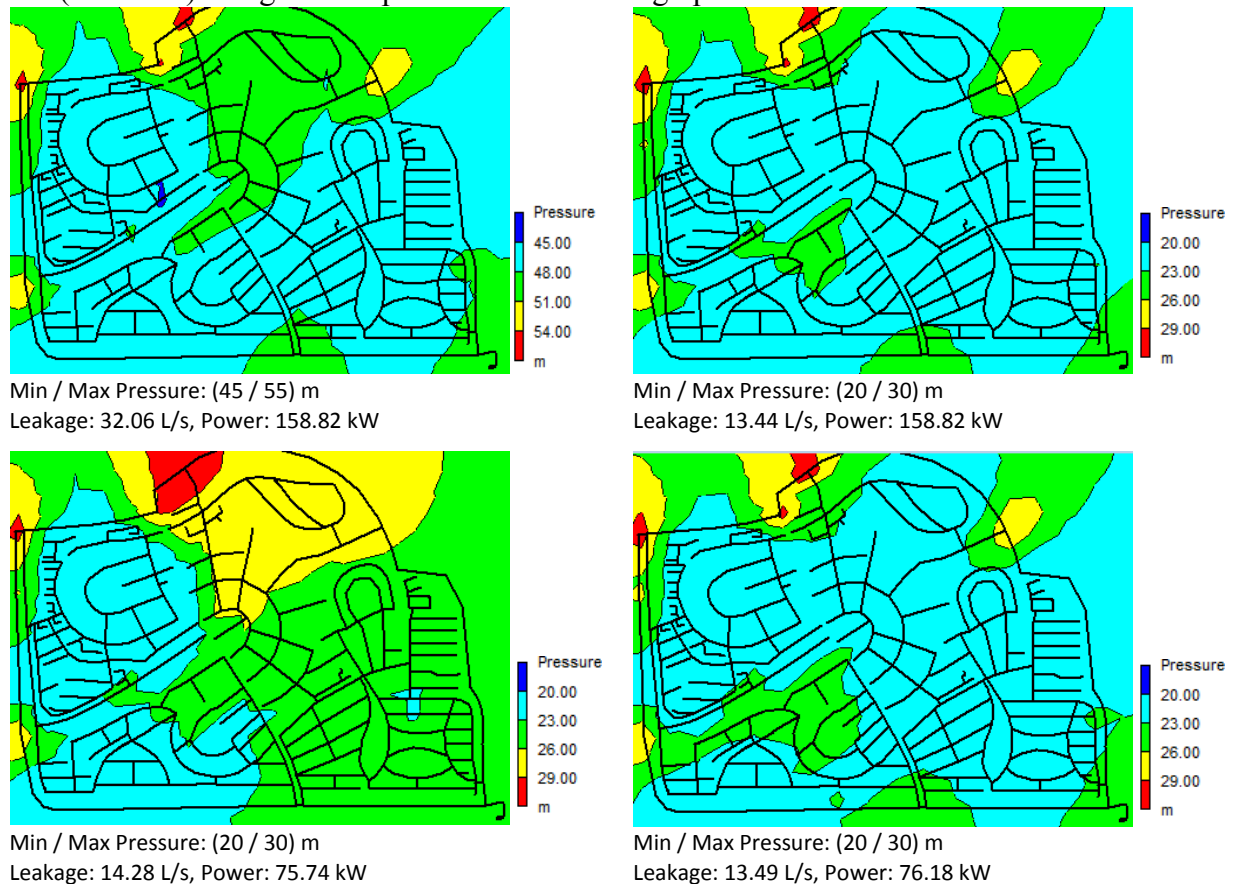 Pressure
45.00
48.00
51.00
54.00
m
Min / Max Pressure: (45 / 55) m
Leakage: 32.06 L/s, Power: 158.82 kW
Pressure
20.00
23.00
26.00
29.00
m
Min / Max Pressure: (20 / 30) m
Leakage: 13.44 L/s, Power: 158.82 kW
Pressure
20.00
23.00
26.00
29.00
m
Min / Max Pressure: (20 / 30) m
Leakage: 14.28 L/s, Power: 75.74 kW
Pressure
20.00
23.00
26.00
29.00
m
Min / Max Pressure: (20 / 30) m
Leakage: 13.49 L/s, Power: 76.18 kW